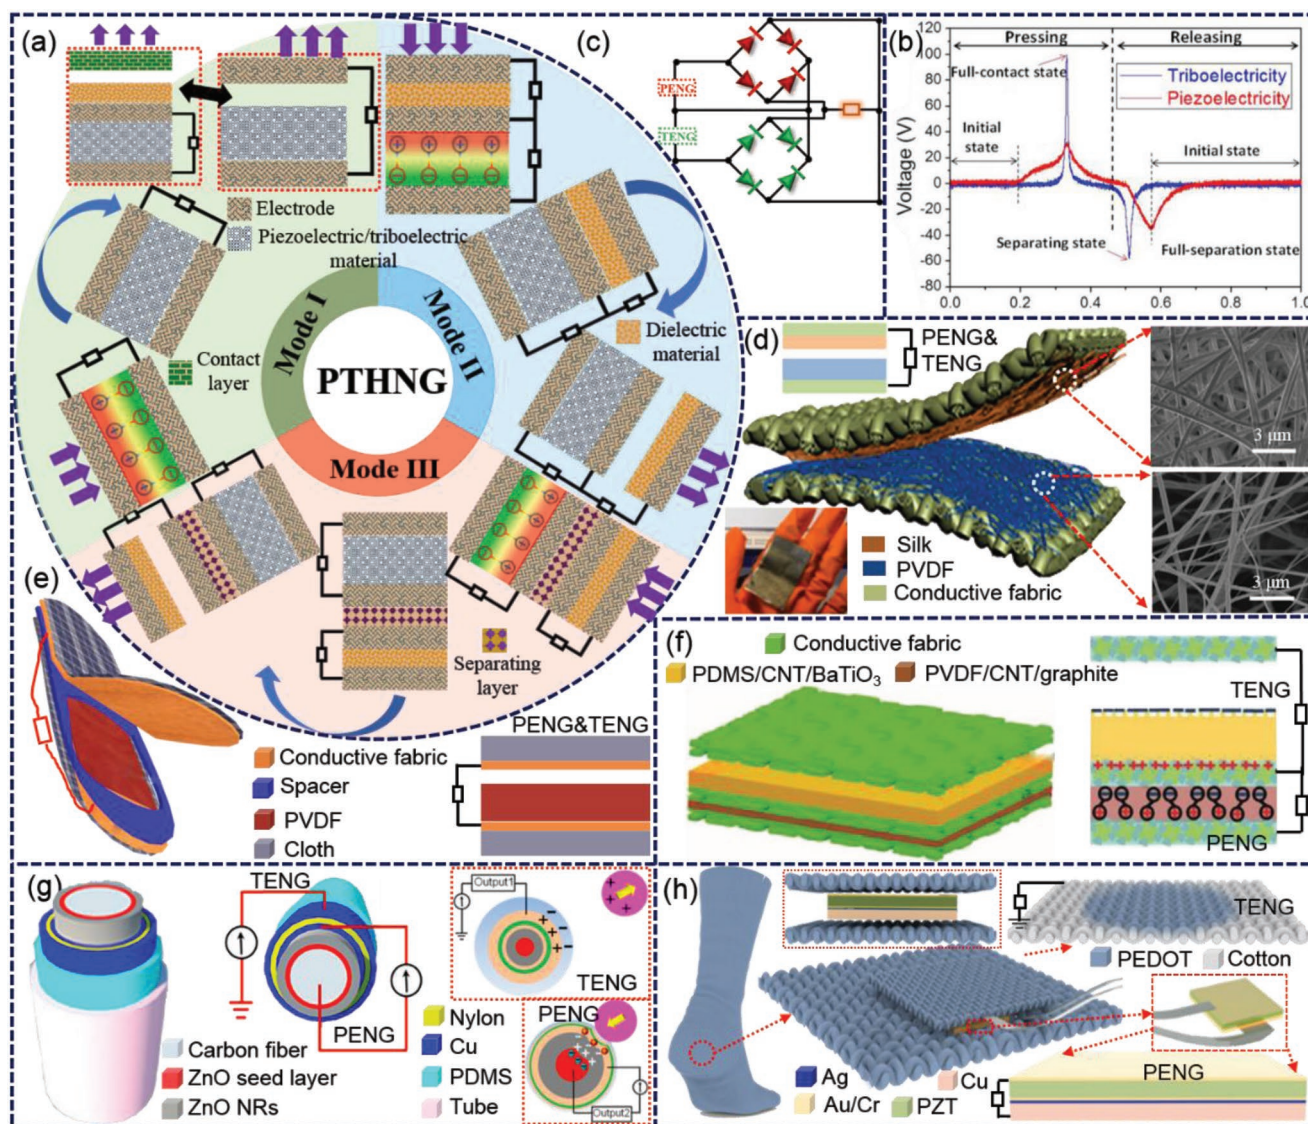 (a)
Electrode
Piezoelectric/triboelectric
material
Contact
layer
Dielectric
material
Separating
layer
Mode I
Mode II
Mode III
PTHNG
(c)
PENG
TENG
(b)
Pressing
Releasing
Full-contact state
Triboelectricity
Piezoelectricity
Initial
state
Initial state
Separating state
Full-separation state
Voltage (V)
120
100
80
60
40
20
0
-20
-40
-60
-80
0.0
0.2
0.4
0.6
0.8
1.0
(d)
PENG&
TENG
3 μm
3 μm
Silk
PVDF
Conductive fabric
(e)
Conductive fabric
Spacer
PVDF
Cloth
PENG&TENG
(f)
Conductive fabric
PDMS/CNT/BaTiO₃
PVDF/CNT/graphite
TENG
PENG
(g)
TENG
PENG
Carbon fiber
ZnO seed layer
ZnO NRs
Nylon
Cu
PDMS
Tube
Output1
TENG
PENG
Output2
(h)
TENG
PEDOT
Cotton
Ag
Cu
Au/Cr
PZT
PENG